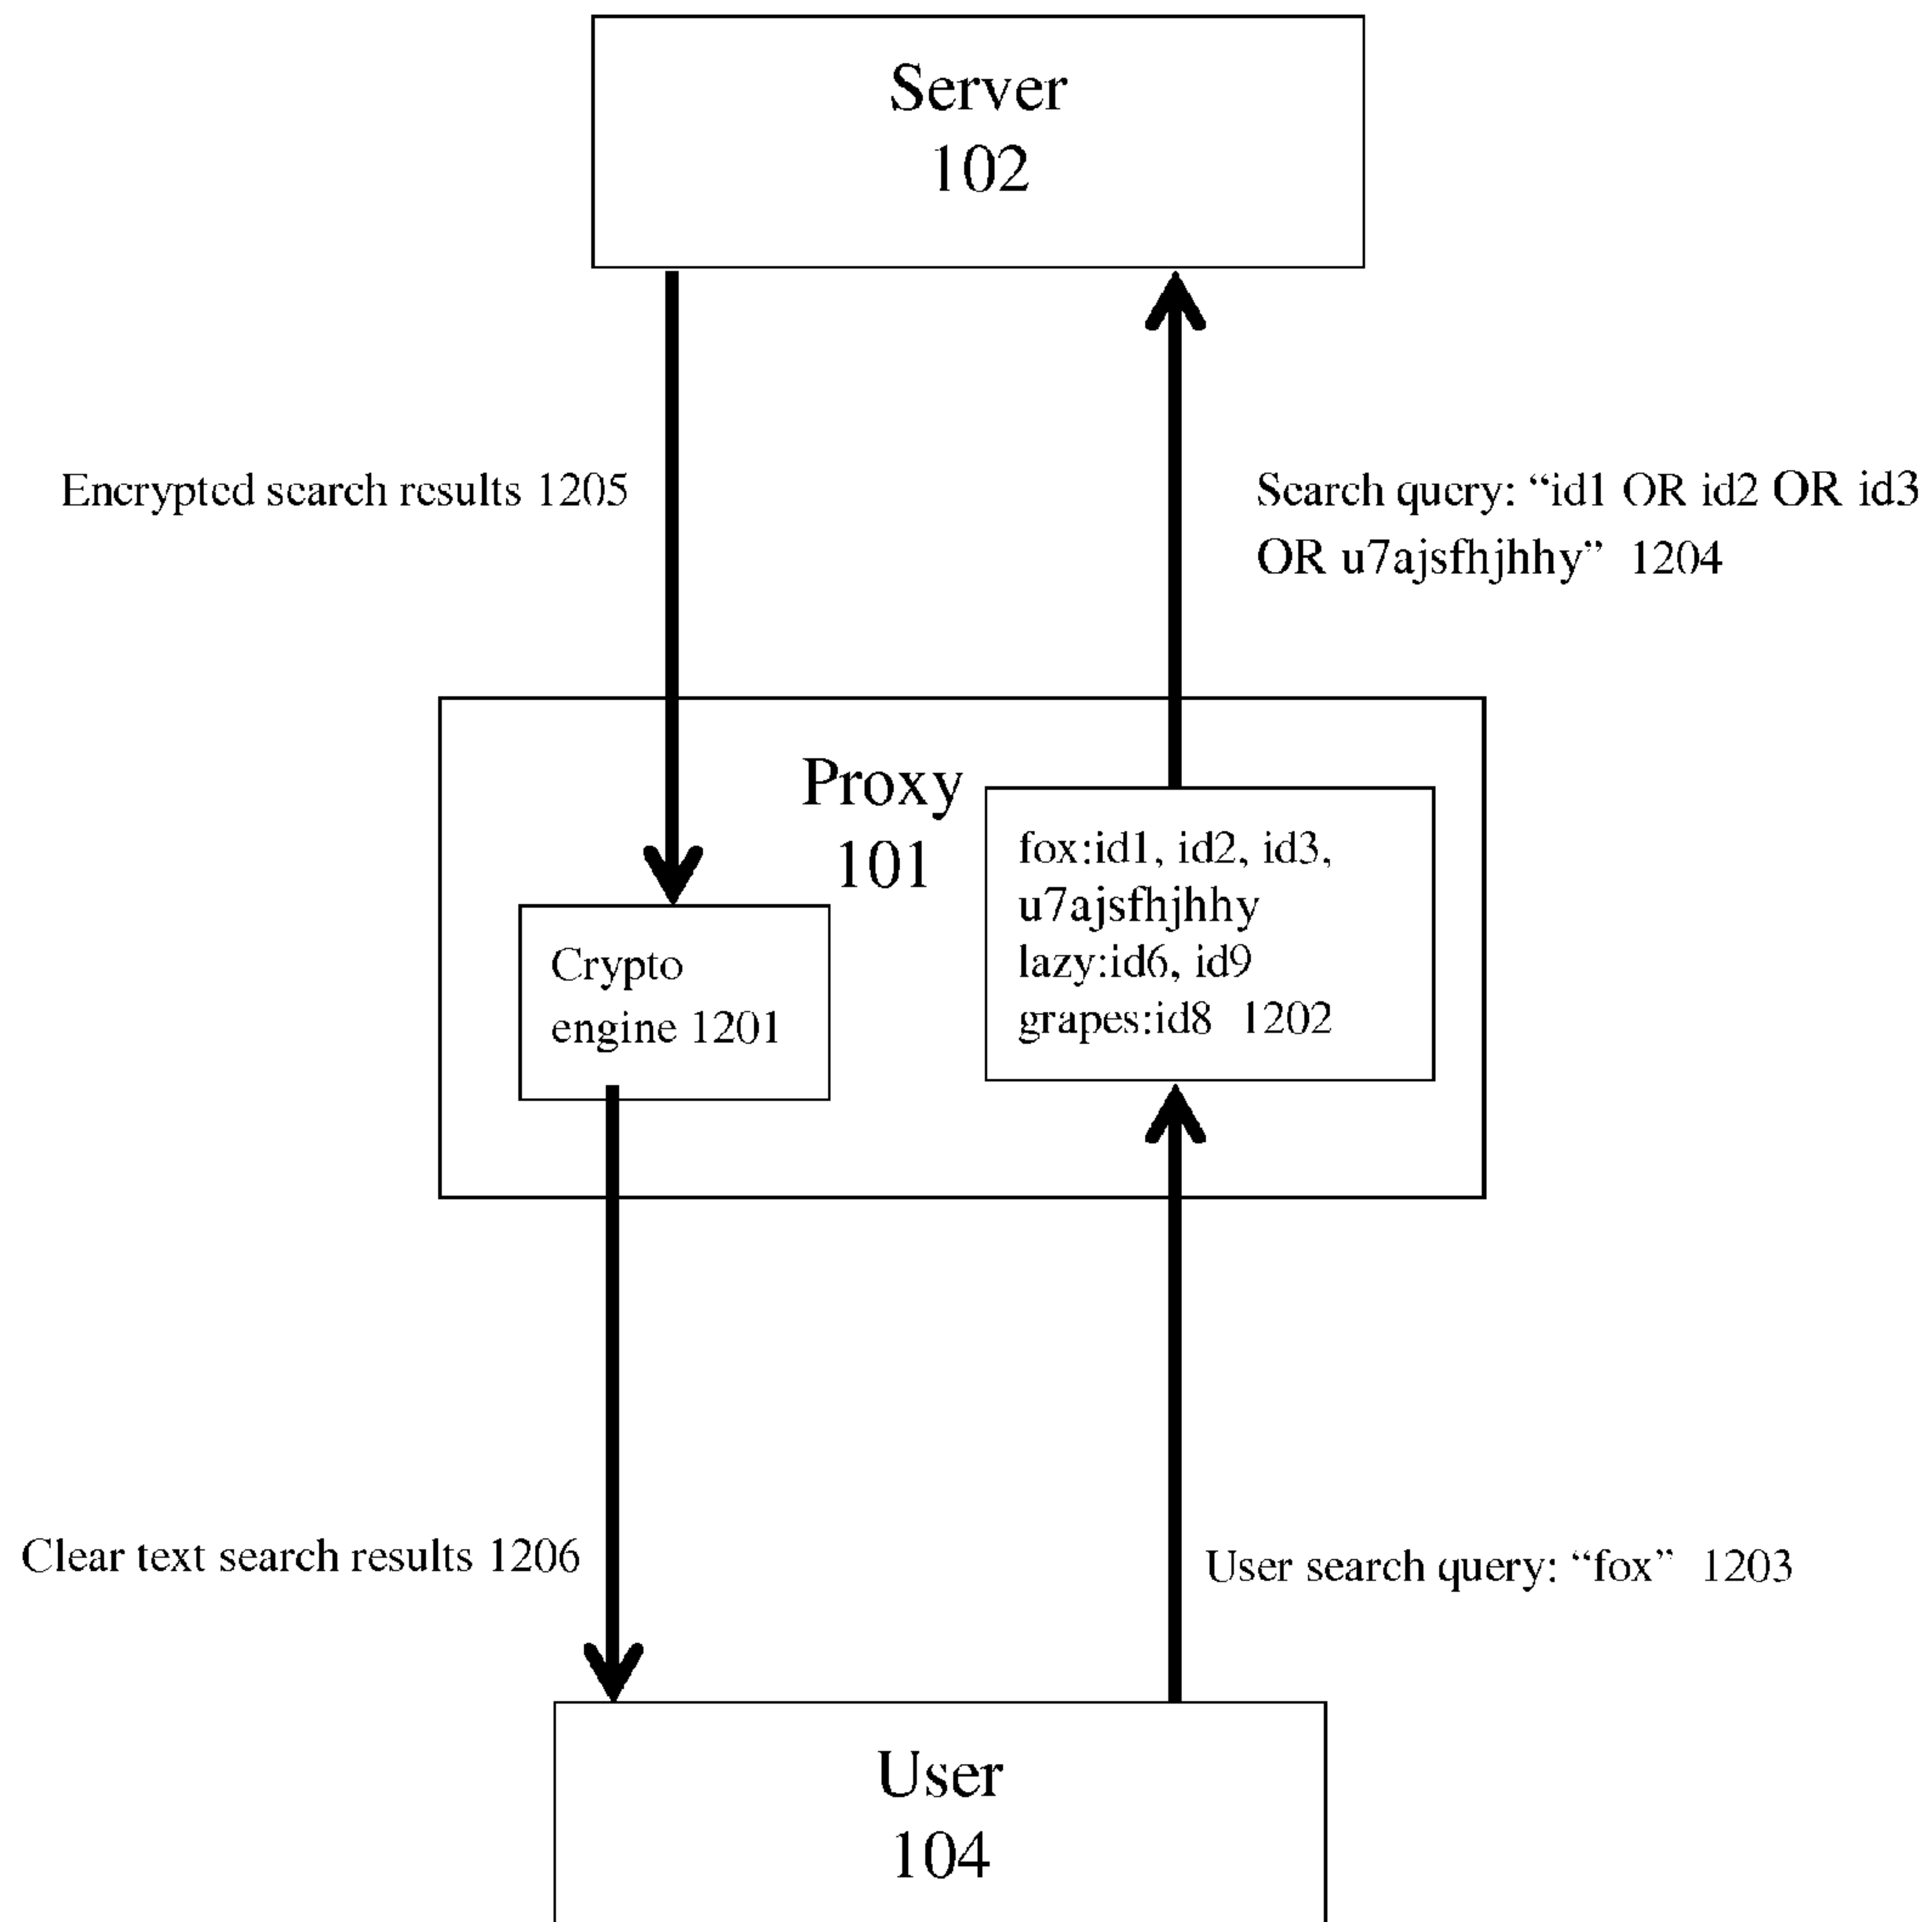 Server
102
Encrypted search results 1205
Search query: “id1 OR id2 OR id3
OR u7ajsfhjhhy” 1204
Proxy
101
fox:id1, id2, id3,
u7ajsfhjhhy
lazy:id6, id9
grapes:id8 1202
Crypto
engine 1201
Clear text search results 1206
User search query: “fox” 1203
User
104